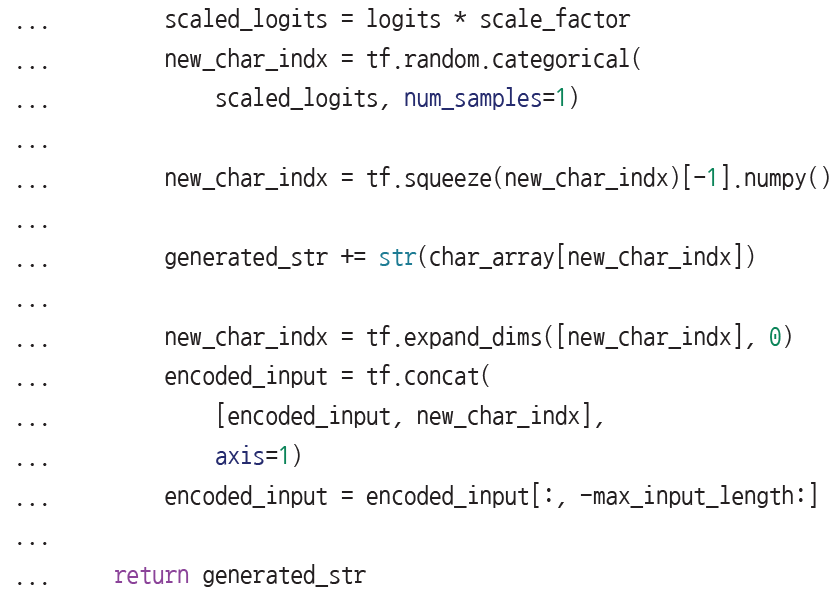 ...         scaled_logits = logits * scale_factor
...         new_char_indx = tf.random.categorical(
...             scaled_logits, num_samples=1)
...
...         new_char_indx = tf.squeeze(new_char_indx)[-1].numpy()
...
...         generated_str += str(char_array[new_char_indx])
...
...         new_char_indx = tf.expand_dims([new_char_indx], 0)
...         encoded_input = tf.concat(
...             [encoded_input, new_char_indx],
...             axis=1)
...         encoded_input = encoded_input[:, -max_input_length:]
...
...     return generated_str